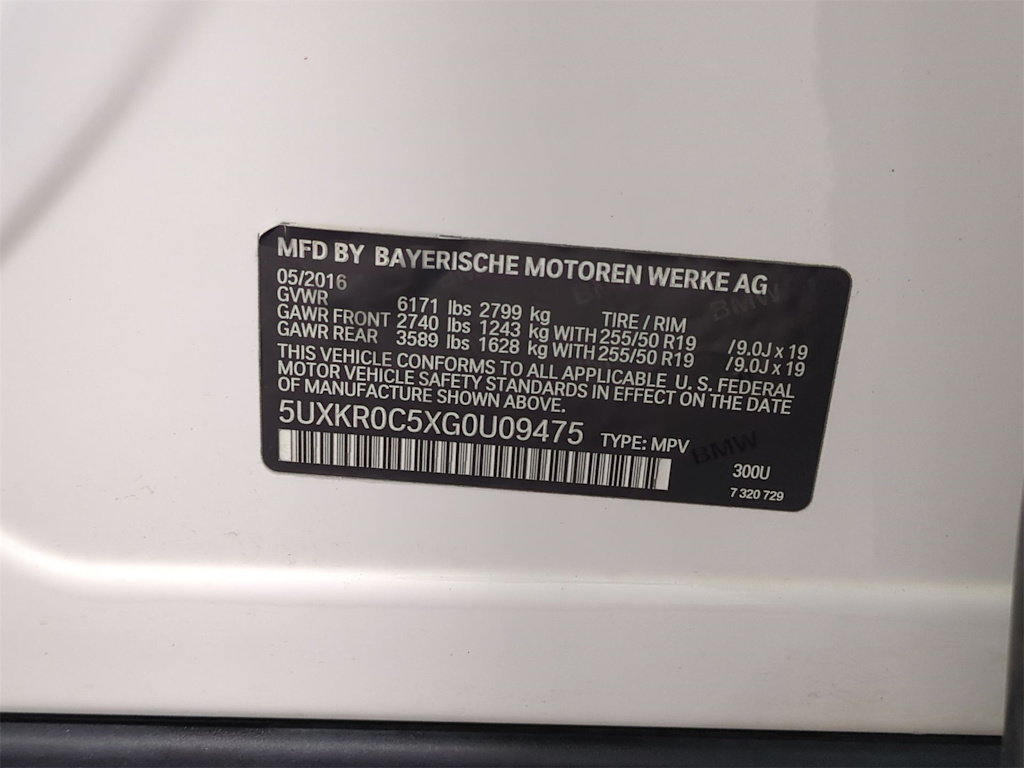 MFD BY BAYERISCHE MOTOREN WERKE AG
05/2016
GVWR 6171 lbs 2799 kg TIRE / RIM
GAWR FRONT 2740 lbs 1243 kg WITH 255/50 R19 /9.0J x 19
GAWR REAR 3589 lbs 1628 kg WITH 255/50 R19 /9.0J x 19
THIS VEHICLE CONFORMS TO ALL APPLICABLE U. S. FEDERAL
MOTOR VEHICLE SAFETY STANDARDS IN EFFECT ON THE DATE
OF MANUFACTURE SHOWN ABOVE.
5UXKR0C5XG0U09475 TYPE: MPV
300U
7 320 729
BMW
BMW